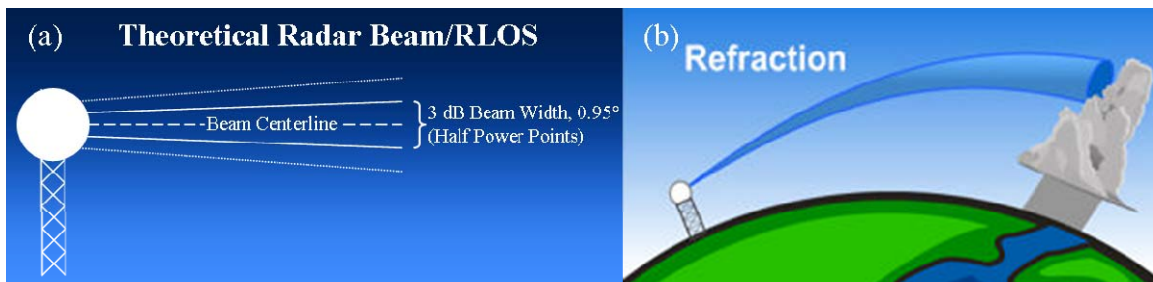 (a) Theoretical Radar Beam/RLOS
Beam Centerline
3 dB Beam Width, 0.95°
(Half Power Points)
(b)
Refraction